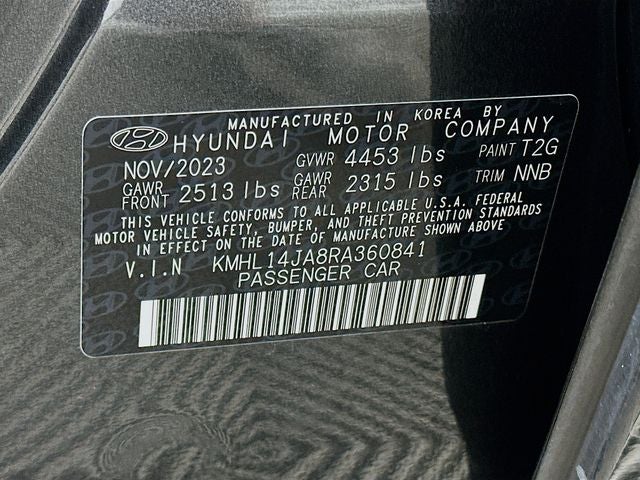 MANUFACTURED IN KOREA BY
HYUNDAI MOTOR COMPANY
NOV/2023 GVWR 4453 lbs PAINT T2G
GAWR FRONT 2513 lbs GAWR REAR 2315 lbs TRIM NNB
THIS VEHICLE CONFORMS TO ALL APPLICABLE U.S.A. FEDERAL
MOTOR VEHICLE SAFETY, BUMPER, AND THEFT PREVENTION STANDARDS
IN EFFECT ON THE DATE OF MANUFACTURE SHOWN ABOVE
V.I.N KMHL14JA8RA360841
PASSENGER CAR